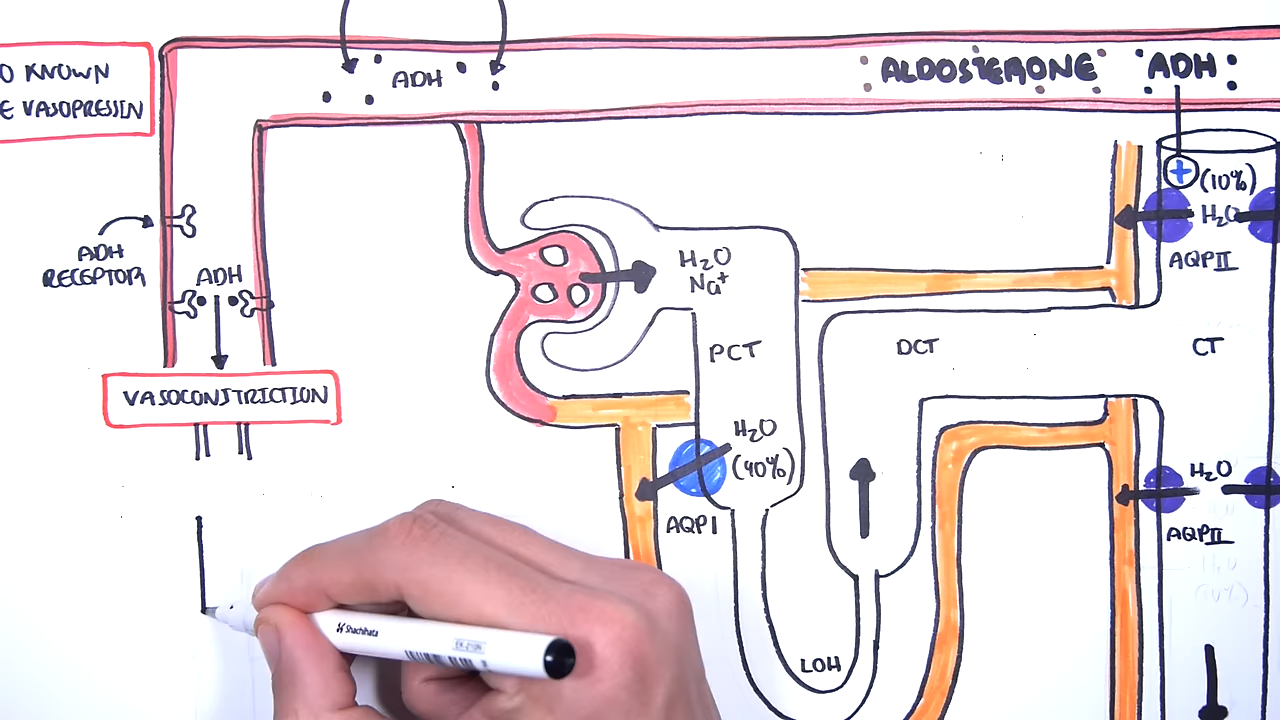 O KNOWN
E VASOPRESSIN
ADH
ALDOSTERONE
ADH
(10%)
H2O
AQP II
ADH
RECEPTOR
ADH
VASOCONSTRICTION
H2O
Na+
PCT
DCT
CT
H2O
(40%)
AQP I
H2O
AQP II
LOH
Shachihata